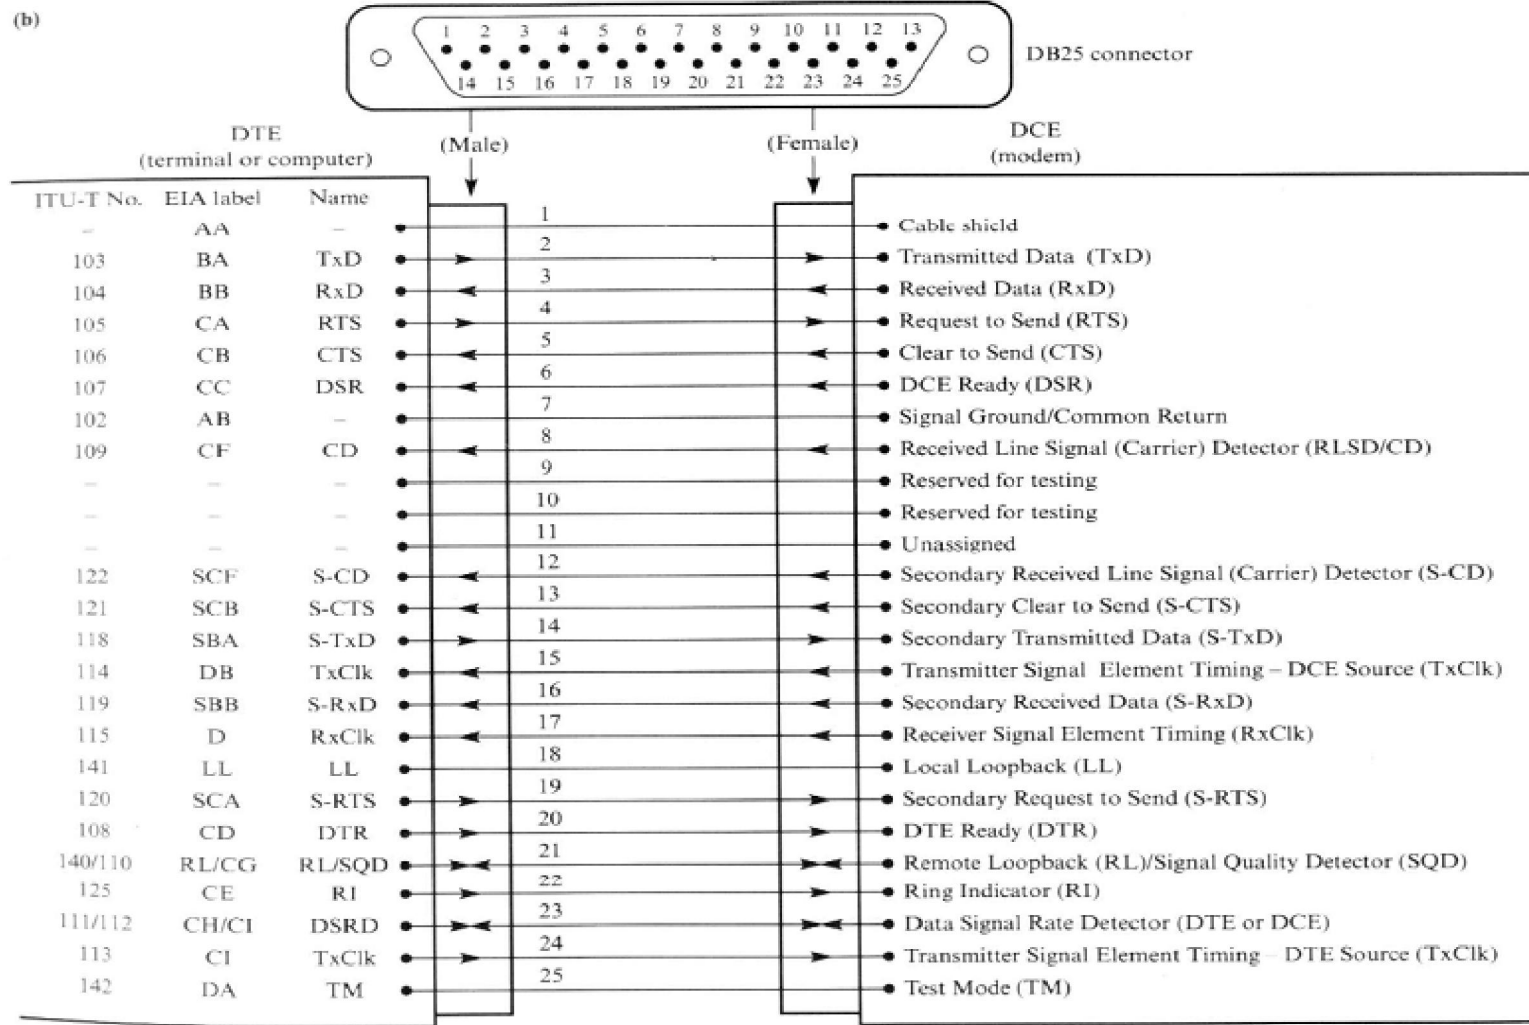 (b)
1 2 3 4 5 6 7 8 9 10 11 12 13
14 15 16 17 18 19 20 21 22 23 24 25
DB25 connector
DTE
(terminal or computer)
(Male)
(Female)
DCE
(modem)
ITU-T No. EIA label Name
– AA – 1 Cable shield
103 BA TxD 2 Transmitted Data (TxD)
104 BB RxD 3 Received Data (RxD)
105 CA RTS 4 Request to Send (RTS)
106 CB CTS 5 Clear to Send (CTS)
107 CC DSR 6 DCE Ready (DSR)
102 AB – 7 Signal Ground/Common Return
109 CF CD 8 Received Line Signal (Carrier) Detector (RLSD/CD)
– – – 9 Reserved for testing
– – – 10 Reserved for testing
– – – 11 Unassigned
122 SCF S-CD 12 Secondary Received Line Signal (Carrier) Detector (S-CD)
121 SCB S-CTS 13 Secondary Clear to Send (S-CTS)
118 SBA S-TxD 14 Secondary Transmitted Data (S-TxD)
114 DB TxClk 15 Transmitter Signal Element Timing – DCE Source (TxClk)
119 SBB S-RxD 16 Secondary Received Data (S-RxD)
115 D RxClk 17 Receiver Signal Element Timing (RxClk)
141 LL LL 18 Local Loopback (LL)
120 SCA S-RTS 19 Secondary Request to Send (S-RTS)
108 CD DTR 20 DTE Ready (DTR)
140/110 RL/CG RL/SQD 21 Remote Loopback (RL)/Signal Quality Detector (SQD)
125 CE RI 22 Ring Indicator (RI)
111/112 CH/CI DSRD 23 Data Signal Rate Detector (DTE or DCE)
113 CI TxClk 24 Transmitter Signal Element Timing – DTE Source (TxClk)
142 DA TM 25 Test Mode (TM)